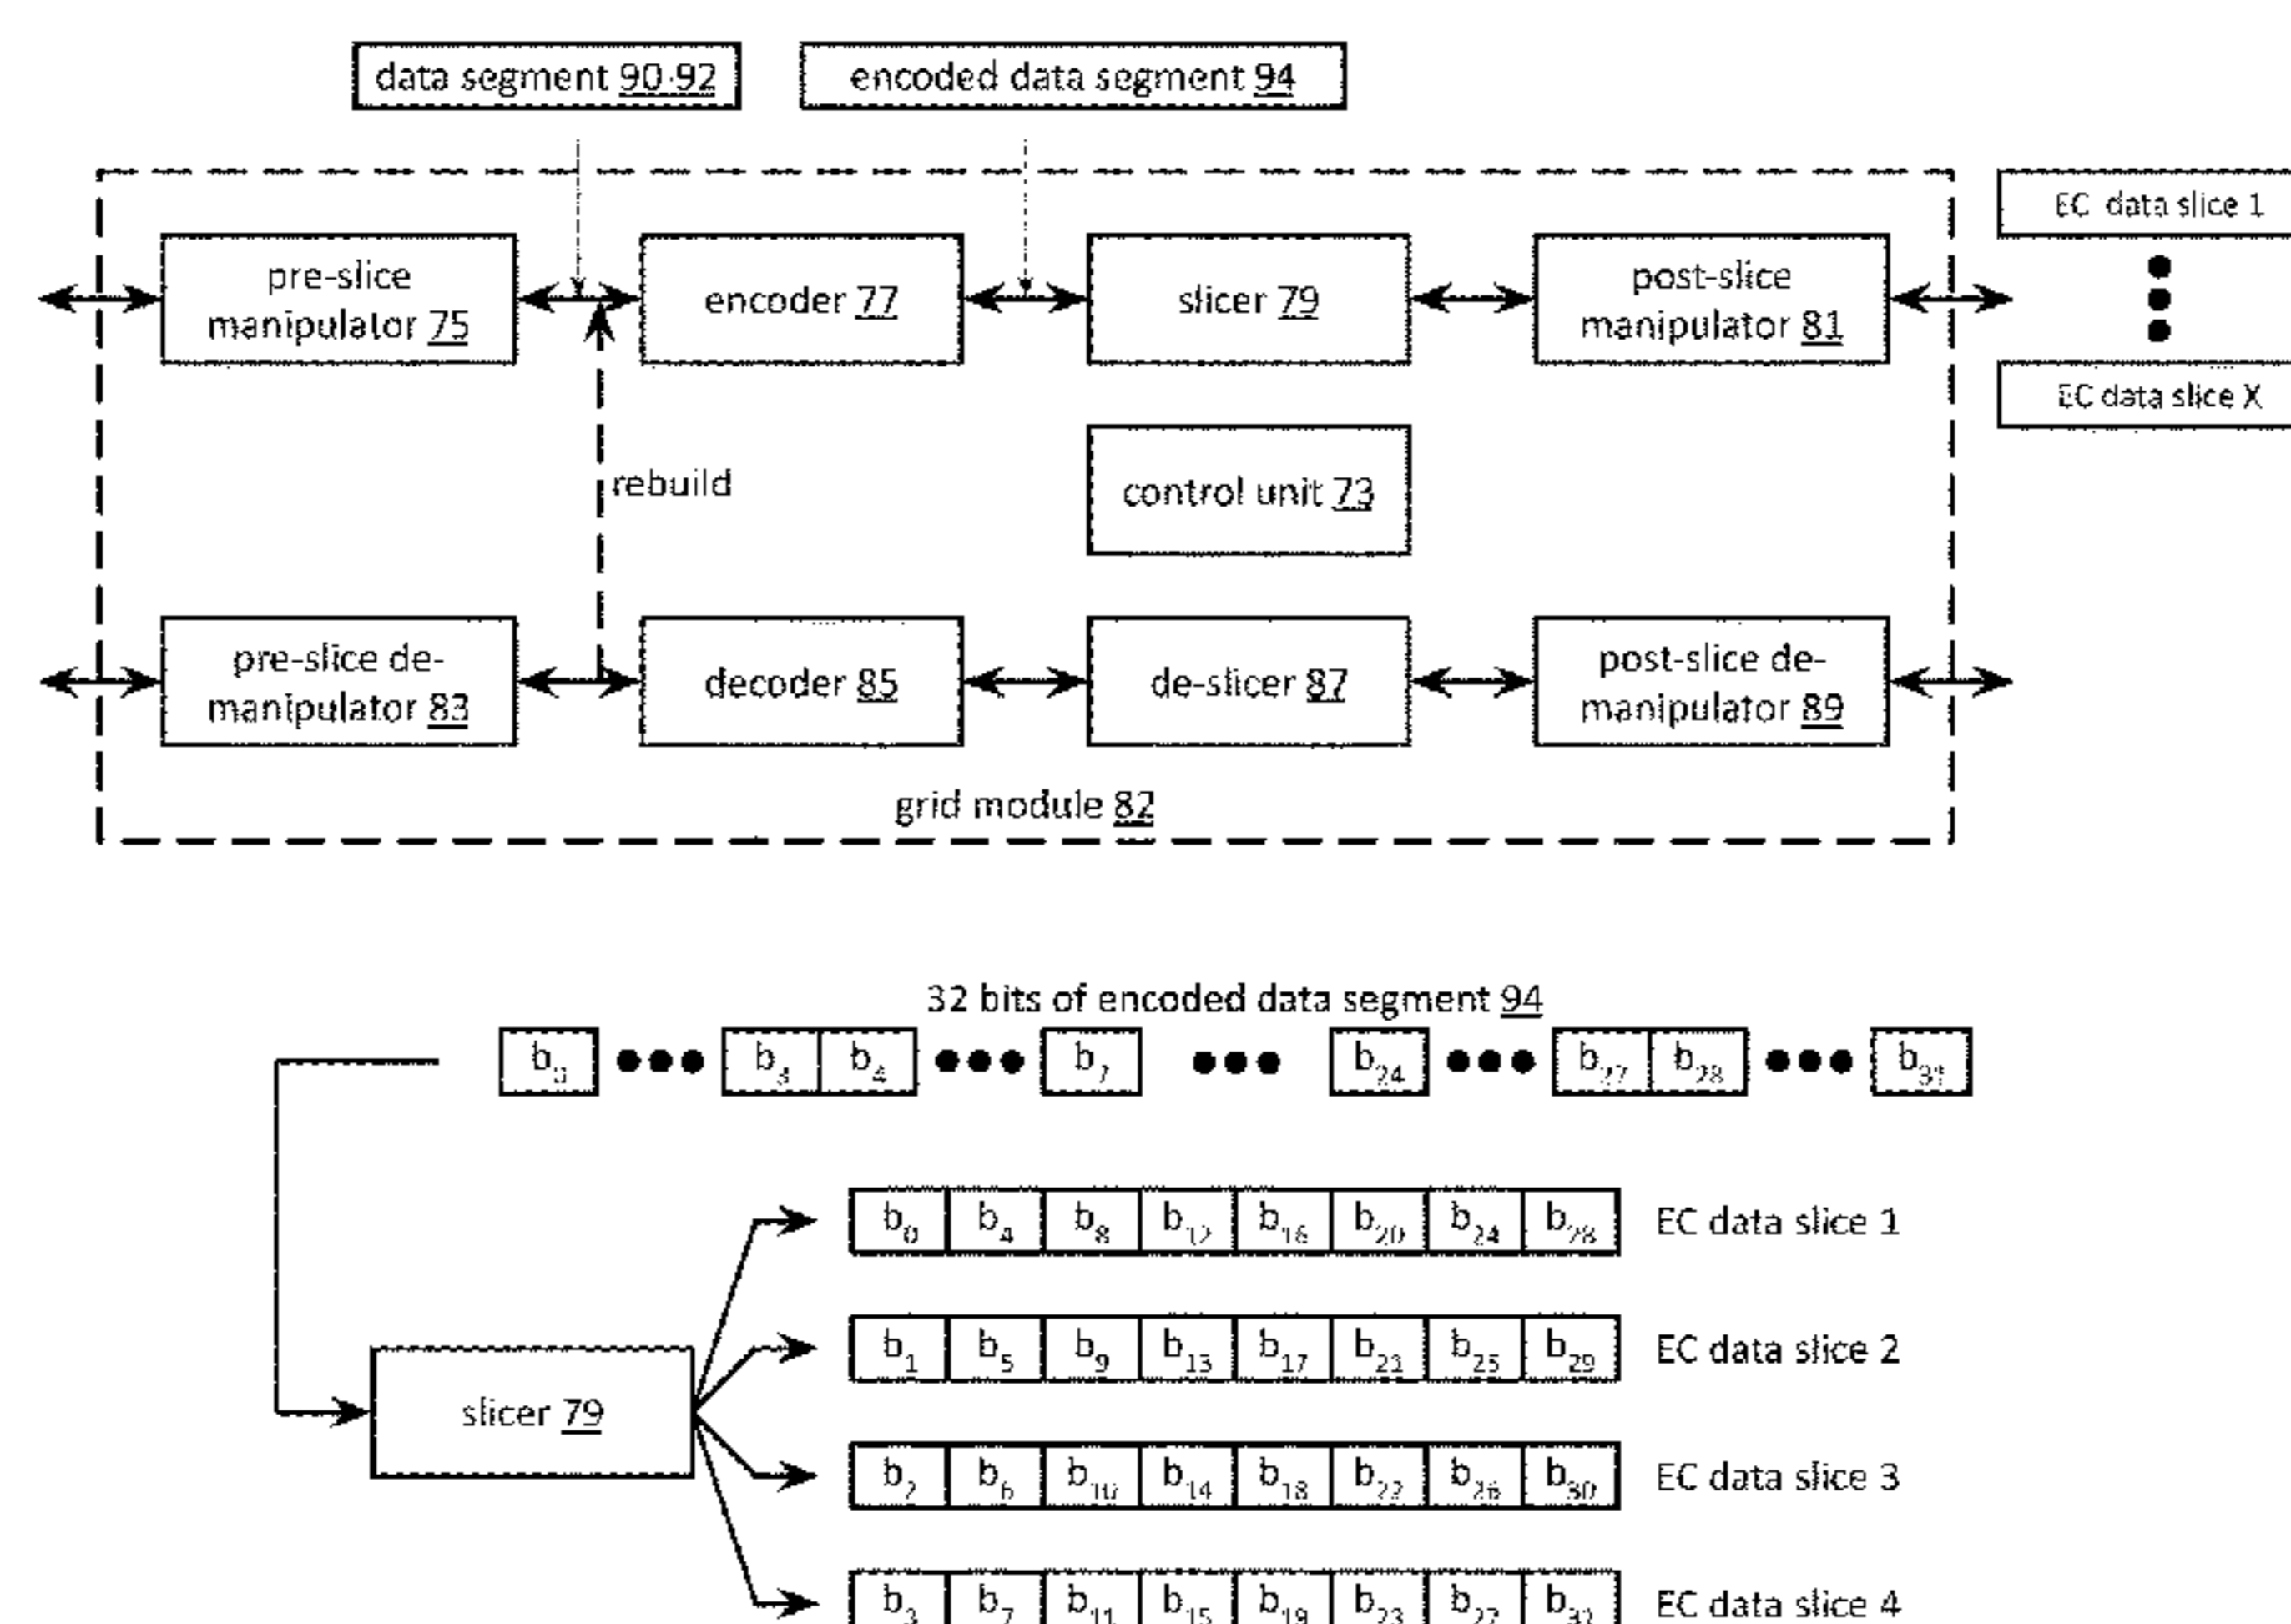 data segment 90-92
encoded data segment 94
EC data slice 1
pre-slice
manipulator 75
encoder 77
slicer 79
post-slice
manipulator 81
EC data slice X
rebuild
control unit 73
pre-slice de-
manipulator 83
decoder 85
de-slicer 87
post-slice de-
manipulator 89
grid module 82
32 bits of encoded data segment 94
b0 ●●● b3 b4 ●●● b7 ●●● b24 ●●● b27 b28 ●●● b31
b0 b4 b8 b12 b16 b20 b24 b28 EC data slice 1
b1 b5 b9 b13 b17 b21 b25 b29 EC data slice 2
slicer 79
b2 b6 b10 b14 b18 b22 b26 b30 EC data slice 3
b3 b7 b11 b15 b19 b23 b27 b31 EC data slice 4